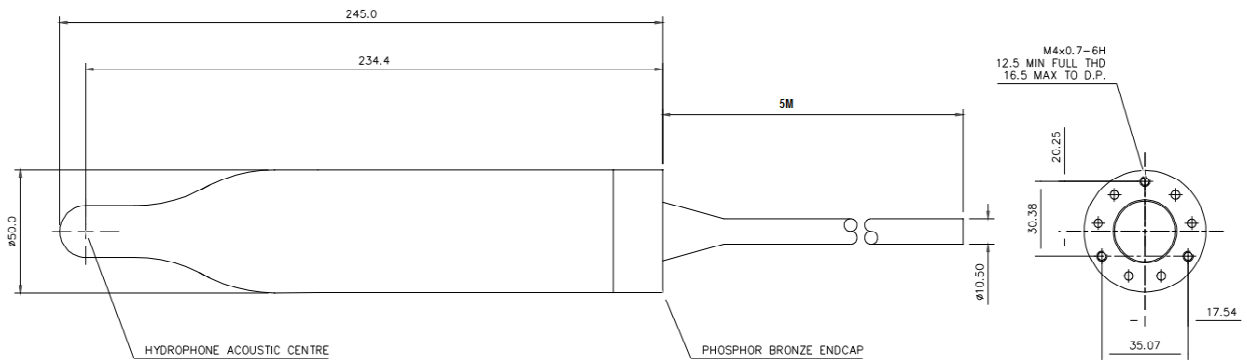 245.0
234.4
M4x0.7-6H
12.5 MIN FULL THD
16.5 MAX TO D.P.
5M
20.25
30.38
ø50.0
ø10.50
17.54
35.07
HYDROPHONE ACOUSTIC CENTRE
PHOSPHOR BRONZE ENDCAP